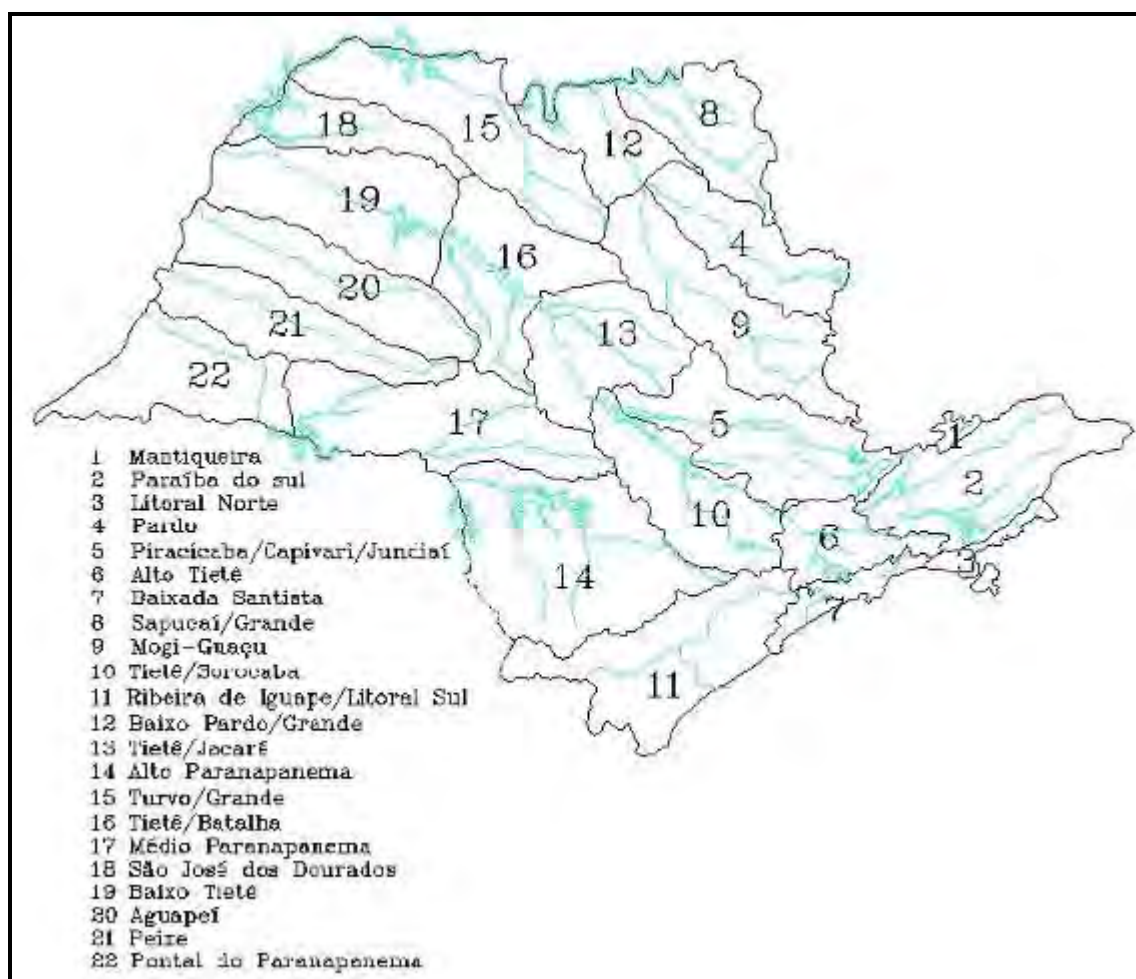 18
15
12
8
19
16
4
20
21
13
9
22
17
5
1
2
10
6
3
14
7
11
1 Mantiqueira
2 Paraíba do sul
3 Litoral Norte
4 Pardo
5 Piracicaba/Capivari/Jundiaí
6 Alto Tietê
7 Baixada Santista
8 Sapucaí/Grande
9 Mogi-Guaçu
10 Tietê/Sorocaba
11 Ribeira de Iguape/Litoral Sul
12 Baixo Pardo/Grande
13 Tietê/Jacaré
14 Alto Paranapanema
15 Turvo/Grande
16 Tietê/Batalha
17 Médio Paranapanema
18 São José dos Dourados
19 Baixo Tietê
20 Aguapeí
21 Peixe
22 Pontal do Paranapanema